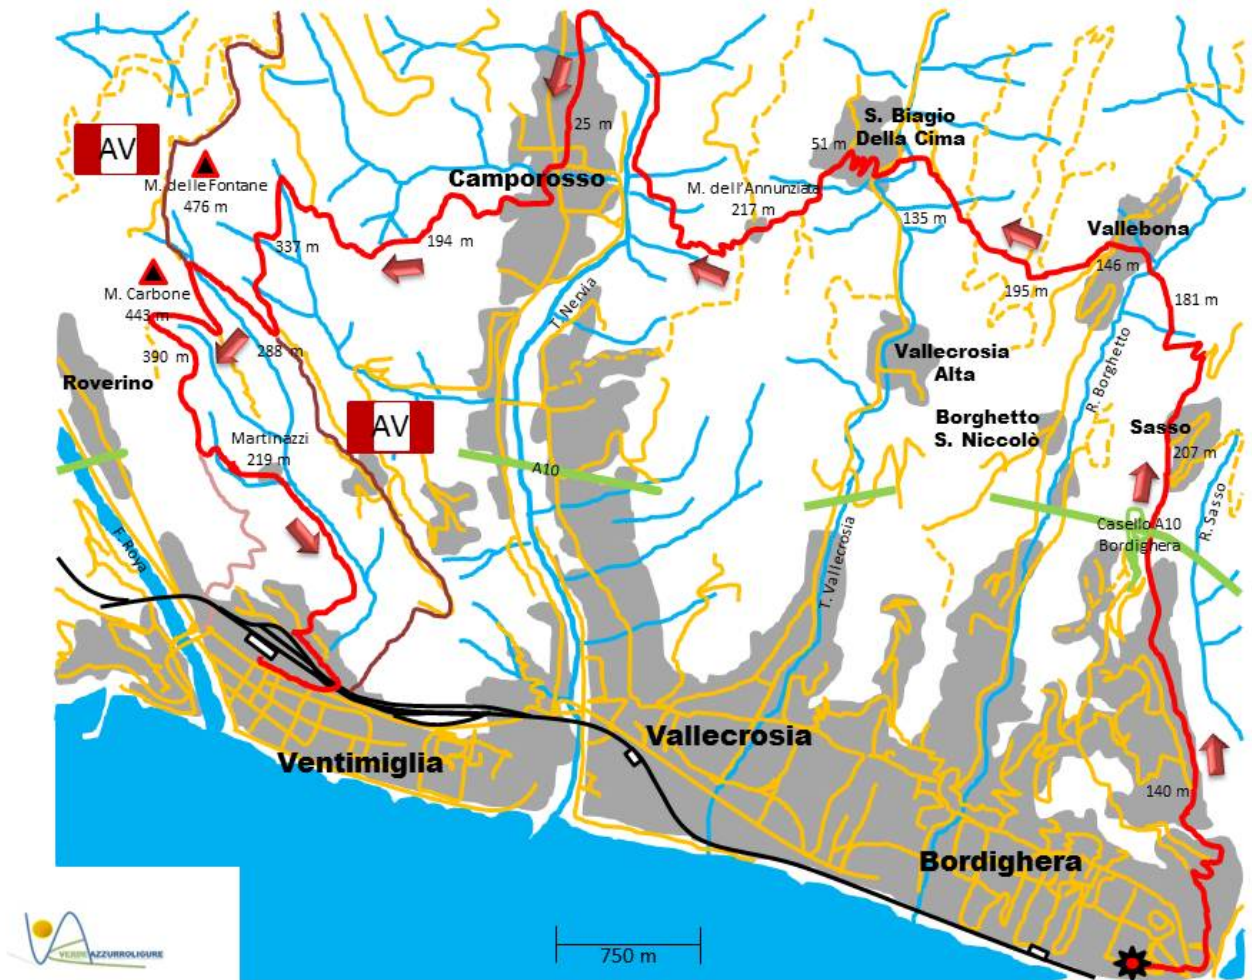 25 m
S. Biagio
Della Cima
51 m
AV
M. delle Fontane
476 m
Camporosso
M. dell'Annunziata
217 m
135 m
Vallebona
146 m
337 m
194 m
195 m
181 m
M. Carbone
443 m
T. Nervia
390 m
288 m
Roverino
Vallecrosia
Alta
R. Borghetto
AV
Borghetto
S. Niccolò
Sasso
207 m
Martinazzi
219 m
A10
R. Sasso
Casello A10
Bordighera
F. Roya
T. Vallecrosia
Vallecrosia
Ventimiglia
140 m
Bordighera
750 m
VERDEAZZURROLIGURE